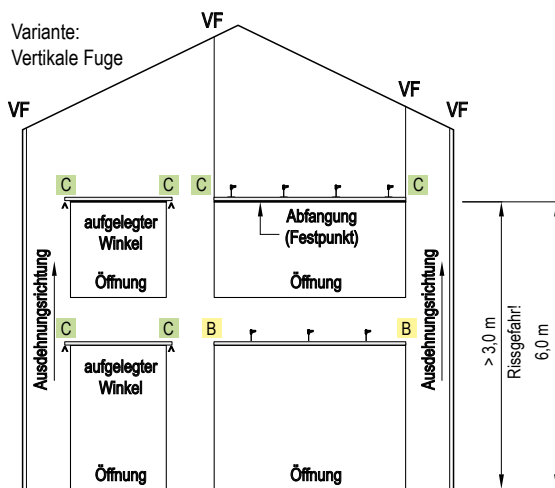 Variante:
Vertikale Fuge
VF
VF
VF
VF
C
C
C
C
aufgelegter
Winkel
Abfangung
(Festpunkt)
Öffnung
Öffnung
Ausdehnungsrichtung
Ausdehnungsrichtung
> 3,0 m
Rissgefahr!
6,0 m
C
C
B
B
aufgelegter
Winkel
Öffnung
Öffnung